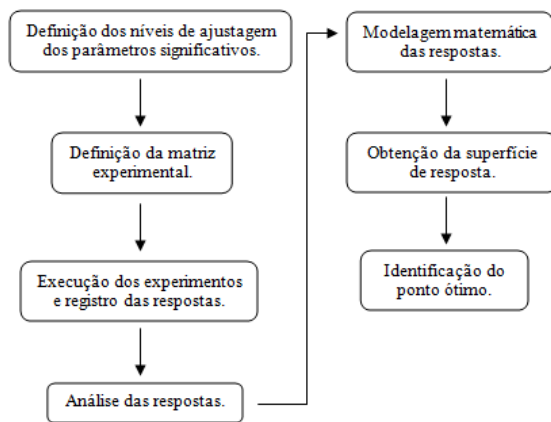 Definição dos níveis de ajustagem
dos parâmetros significativos.
Definição da matriz
experimental.
Execução dos experimentos
e registro das respostas.
Análise das respostas.
Modelagem matemática
das respostas.
Obtenção da superfície
de resposta.
Identificação do
ponto ótimo.